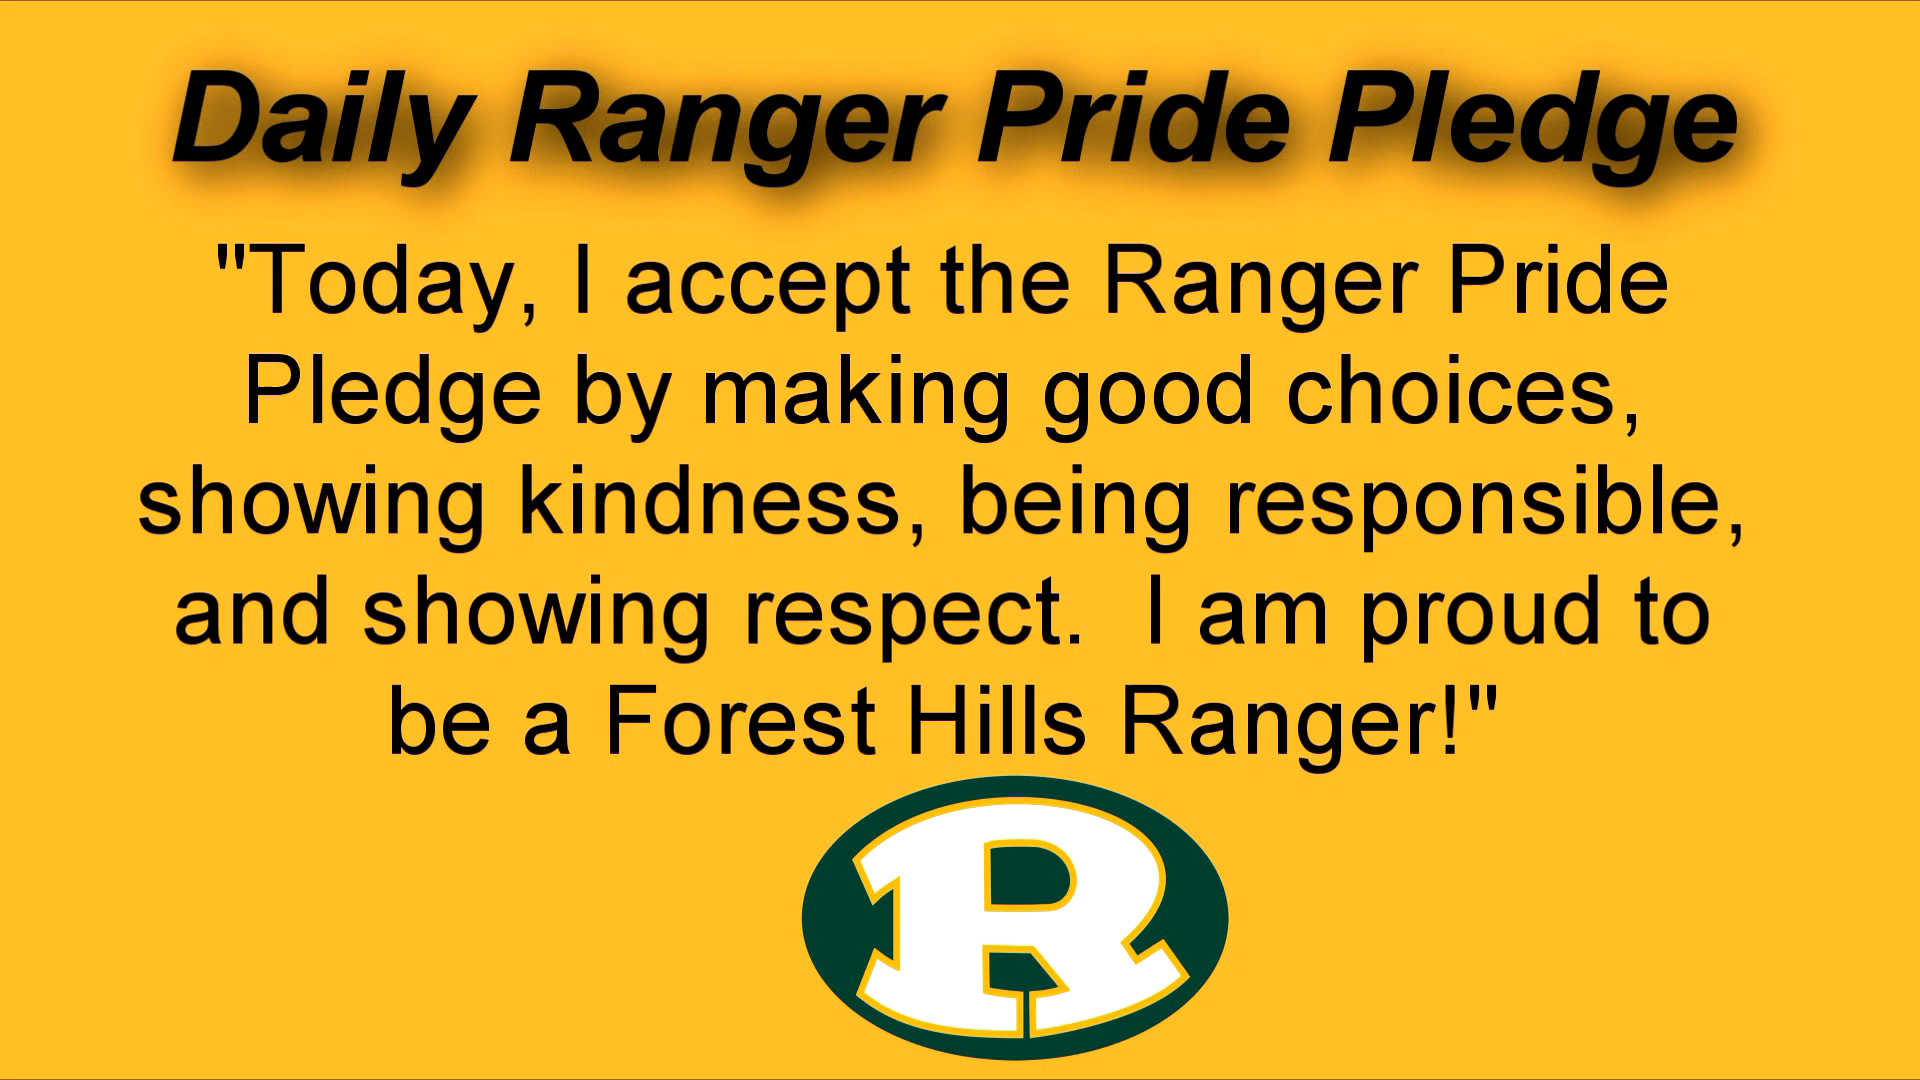 Daily Ranger Pride Pledge
"Today, I accept the Ranger Pride
Pledge by making good choices,
showing kindness, being responsible,
and showing respect.  I am proud to
be a Forest Hills Ranger!"
R